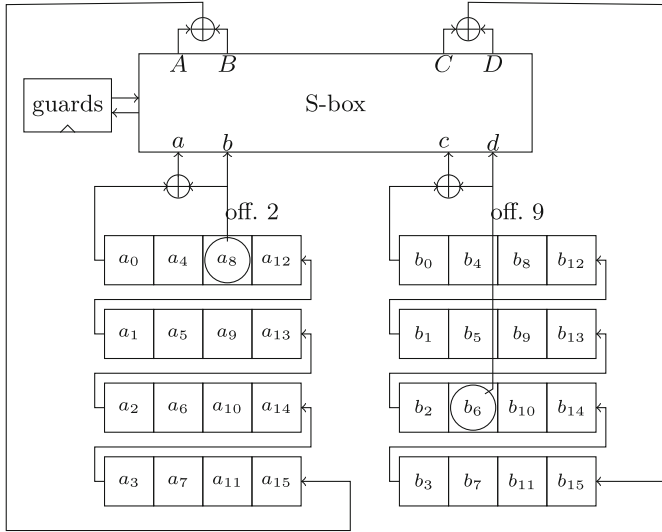 A B C D
guards S-box
a b c d
off. 2 off. 9
a₀ a₄ a₈ a₁₂ b₀ b₄ b₈ b₁₂
a₁ a₅ a₉ a₁₃ b₁ b₅ b₉ b₁₃
a₂ a₆ a₁₀ a₁₄ b₂ b₆ b₁₀ b₁₄
a₃ a₇ a₁₁ a₁₅ b₃ b₇ b₁₁ b₁₅